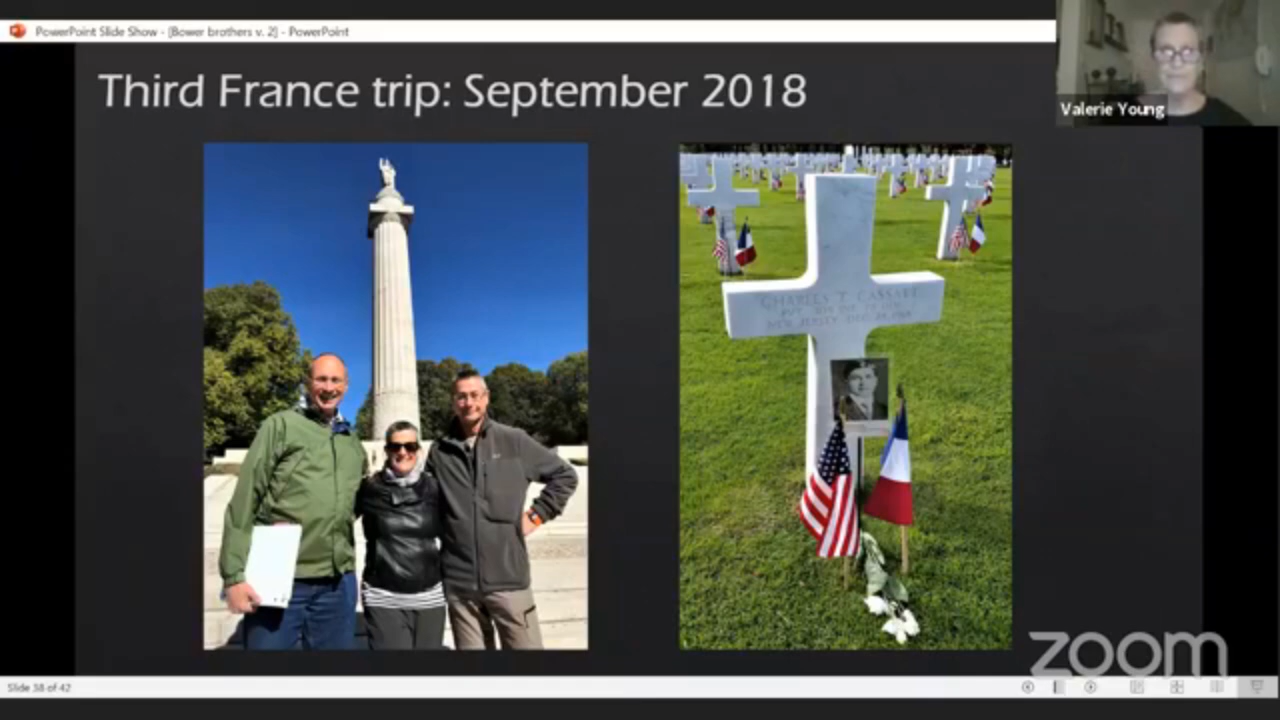 PowerPoint Slide Show - [Bower brothers v. 2] - PowerPoint
Third France trip: September 2018
Valerie Young
CHARLES T. CASSART
NEW JERSEY
zoom
Slide 38 of 42